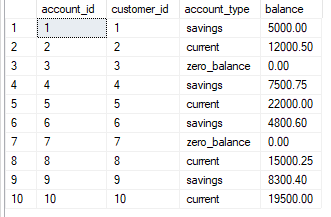 account_id customer_id account_type balance
1 1 1 savings 5000.00
2 2 2 current 12000.50
3 3 3 zero_balance 0.00
4 4 4 savings 7500.75
5 5 5 current 22000.00
6 6 6 savings 4800.60
7 7 7 zero_balance 0.00
8 8 8 current 15000.25
9 9 9 savings 8300.40
10 10 10 current 19500.00